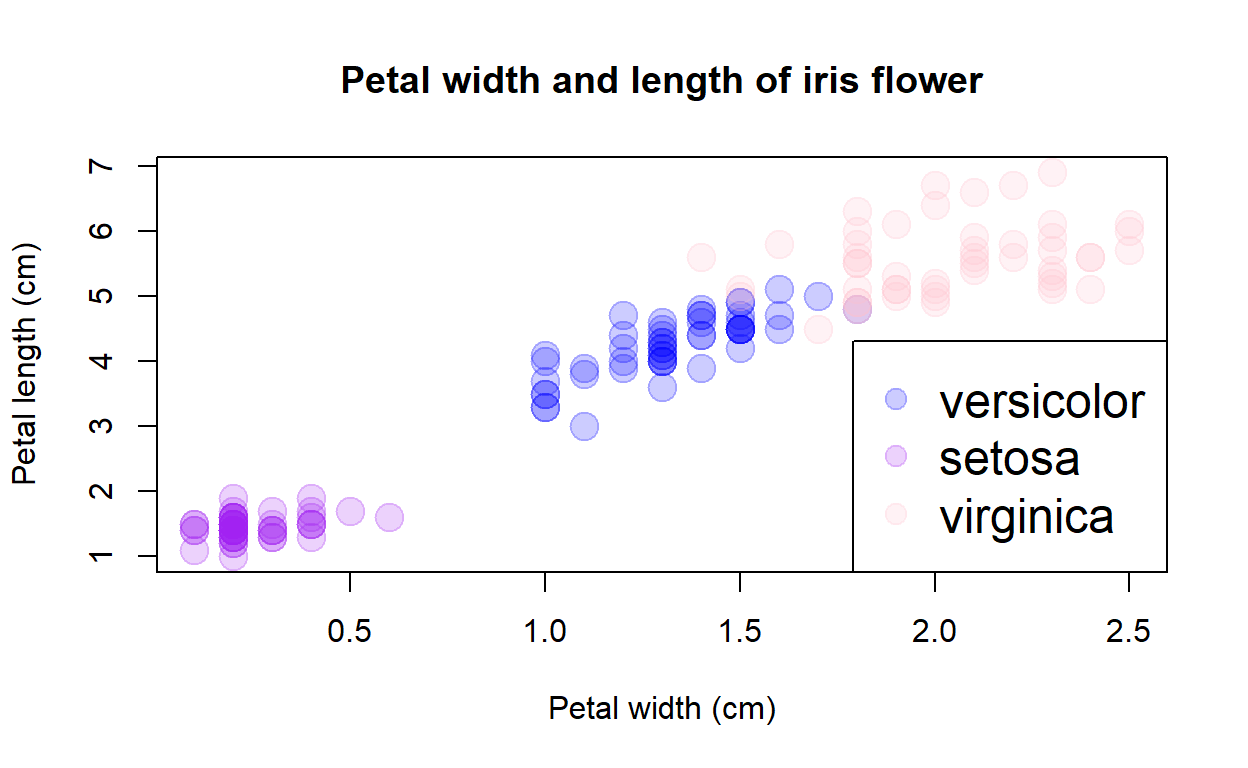 Petal width and length of iris flower
Petal length (cm)
7
6
5
4
3
2
1
versicolor
setosa
virginica
0.5 1.0 1.5 2.0 2.5
Petal width (cm)